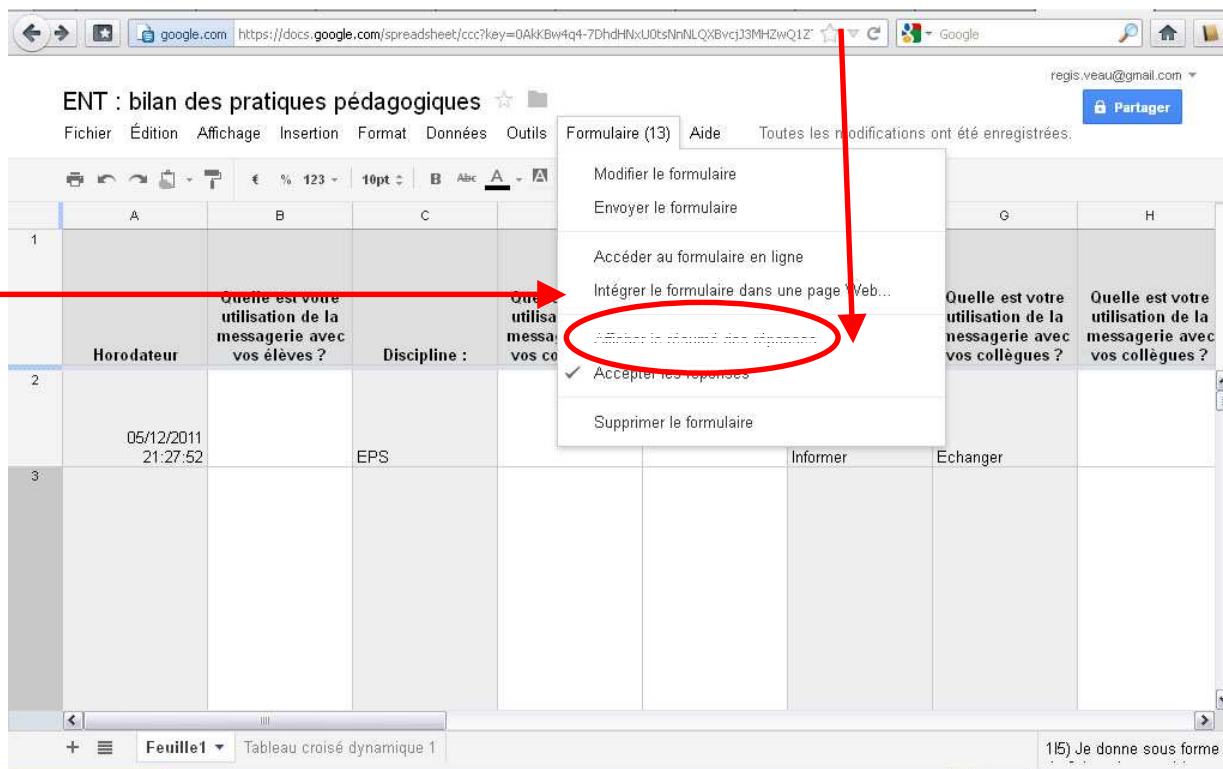 google.com https://docs.google.com/spreadsheet/ Google
regis.veau@gmail.com
ENT : bilan des pratiques pédagogiques
Partager
Fichier Édition Affichage Insertion Format Données Outils Formulaire (13) Aide Toutes les modifications ont été enregistrées.
€ % 123 10pt B Abc A A
Modifier le formulaire
Envoyer le formulaire
Accéder au formulaire en ligne
Intégrer le formulaire dans une page Web...
Accepter les réponses
Supprimer le formulaire
A B C G H
1
Horodateur
Quelle est votre
utilisation de la
messagerie avec
vos élèves ?
Discipline :
Quelle est votre
utilisation de la
messagerie avec
vos collègues ?
Quelle est votre
utilisation de la
messagerie avec
vos collègues ?
2
05/12/2011
21:27:52
EPS
Informer
Echanger
3
Feuille1 Tableau croisé dynamique 1
Je donne sous forme